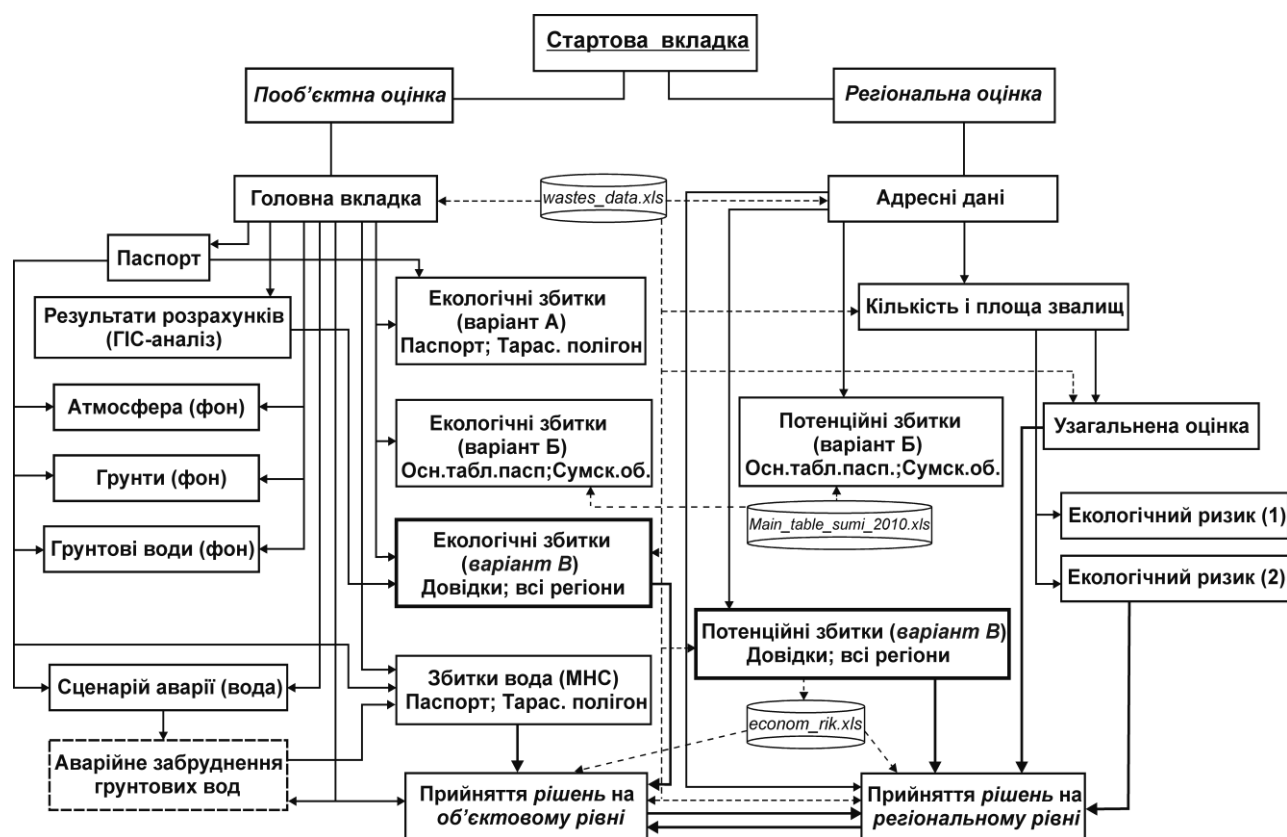 Стартова вкладка
Пооб’єктна оцінка
Регіональна оцінка
Головна вкладка
wastes_data.xls
Адресні дані
Паспорт
Результати розрахунків
(ГІС-аналіз)
Екологічні збитки
(варіант А)
Паспорт; Тарас. полігон
Кількість і площа звалищ
Атмосфера (фон)
Екологічні збитки
(варіант Б)
Осн.табл.пасп;Сумск.об.
Потенційні збитки
(варіант Б)
Осн.табл.пасп.;Сумск.об.
Узагальнена оцінка
Грунти (фон)
Main_table_sumi_2010.xls
Екологічний ризик (1)
Грунтові води (фон)
Екологічні збитки
(варіант В)
Довідки; всі регіони
Екологічний ризик (2)
Потенційні збитки (варіант В)
Довідки; всі регіони
Сценарій аварії (вода)
Збитки вода (МНС)
Паспорт; Тарас. полігон
econom_rik.xls
Аварійне забруднення
грунтових вод
Прийняття рішень на
об’єктовому рівні
Прийняття рішень на
регіональному рівні